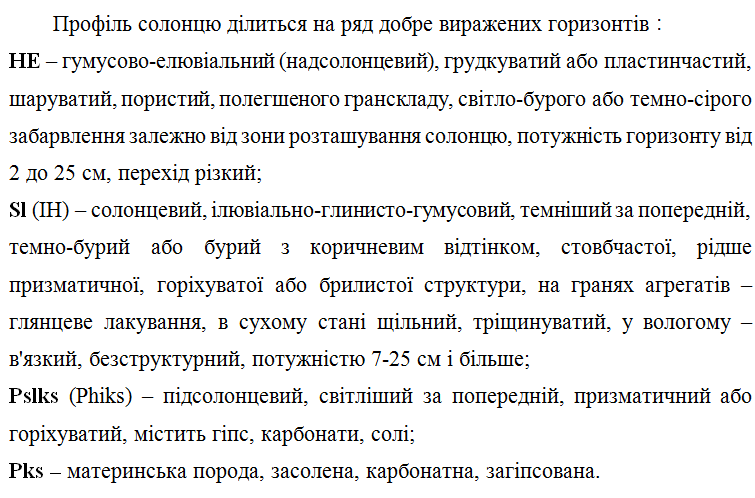 Профіль солонцю ділиться на ряд добре виражених горизонтів :
НЕ – гумусово-елювіальний (надсолонцевий), грудкуватий або пластинчастий,
шаруватий, пористий, полегшеного гранскладу, світло-бурого або темно-сірого
забарвлення залежно від зони розташування солонцю, потужність горизонту від
2 до 25 см, перехід різкий;
Sl (IH) – солонцевий, ілювіально-глинисто-гумусовий, темніший за попередній,
темно-бурий або бурий з коричневим відтінком, стовбчастої, рідше
призматичної, горіхуватої або брилистої структури, на гранях агрегатів –
глянцеве лакування, в сухому стані щільний, тріщинуватий, у вологому –
в'язкий, безструктурний, потужністю 7-25 см і більше;
Pslks (Phiks) – підсолонцевий, світліший за попередній, призматичний або
горіхуватий, містить гіпс, карбонати, солі;
Pks – материнська порода, засолена, карбонатна, загіпсована.